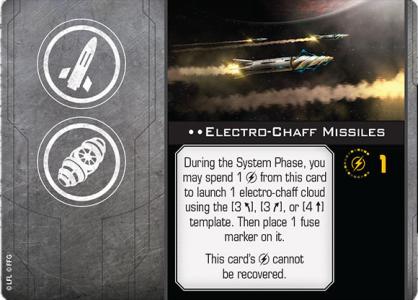 ••Electro-Chaff Missiles
During the System Phase, you
may spend 1 from this card
to launch 1 electro-chaff cloud
using the [3 ], [3 ], or [4 ]
template. Then place 1 fuse
marker on it.
This card's cannot
be recovered.
1
©LFL ©FFG